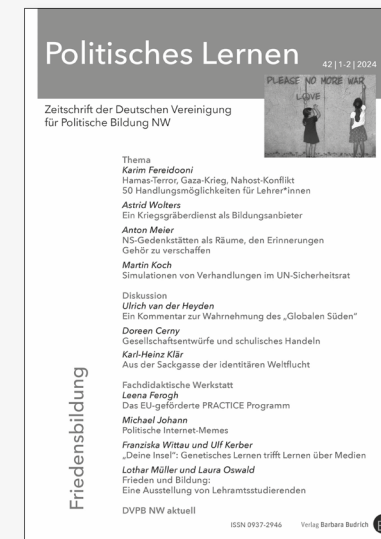 Politisches Lernen
42 | 1-2 | 2024
PLEASE NO MORE WAR
LOVE
Zeitschrift der Deutschen Vereinigung
für Politische Bildung NW
Thema
Karim Fereidooni
Hamas-Terror, Gaza-Krieg, Nahost-Konflikt
50 Handlungsmöglichkeiten für Lehrer*innen
Astrid Wolters
Ein Kriegsgräberdienst als Bildungsanbieter
Anton Meier
NS-Gedenkstätten als Räume, den Erinnerungen
Gehör zu verschaffen
Martin Koch
Simulationen von Verhandlungen im UN-Sicherheitsrat
Diskussion
Ulrich van der Heyden
Ein Kommentar zur Wahrnehmung des „Globalen Süden“
Doreen Cerny
Gesellschaftsentwürfe und schulisches Handeln
Karl-Heinz Klär
Aus der Sackgasse der identitären Weltflucht
Fachdidaktische Werkstatt
Leena Ferogh
Das EU-geförderte PRACTICE Programm
Michael Johann
Politische Internet-Memes
Franziska Wittau und Ulf Kerber
„Deine Insel“: Genetisches Lernen trifft Lernen über Medien
Lothar Müller und Laura Oswald
Frieden und Bildung:
Eine Ausstellung von Lehramtsstudierenden
DVPB NW aktuell
Friedensbildung
ISSN 0937-2946
Verlag Barbara Budrich